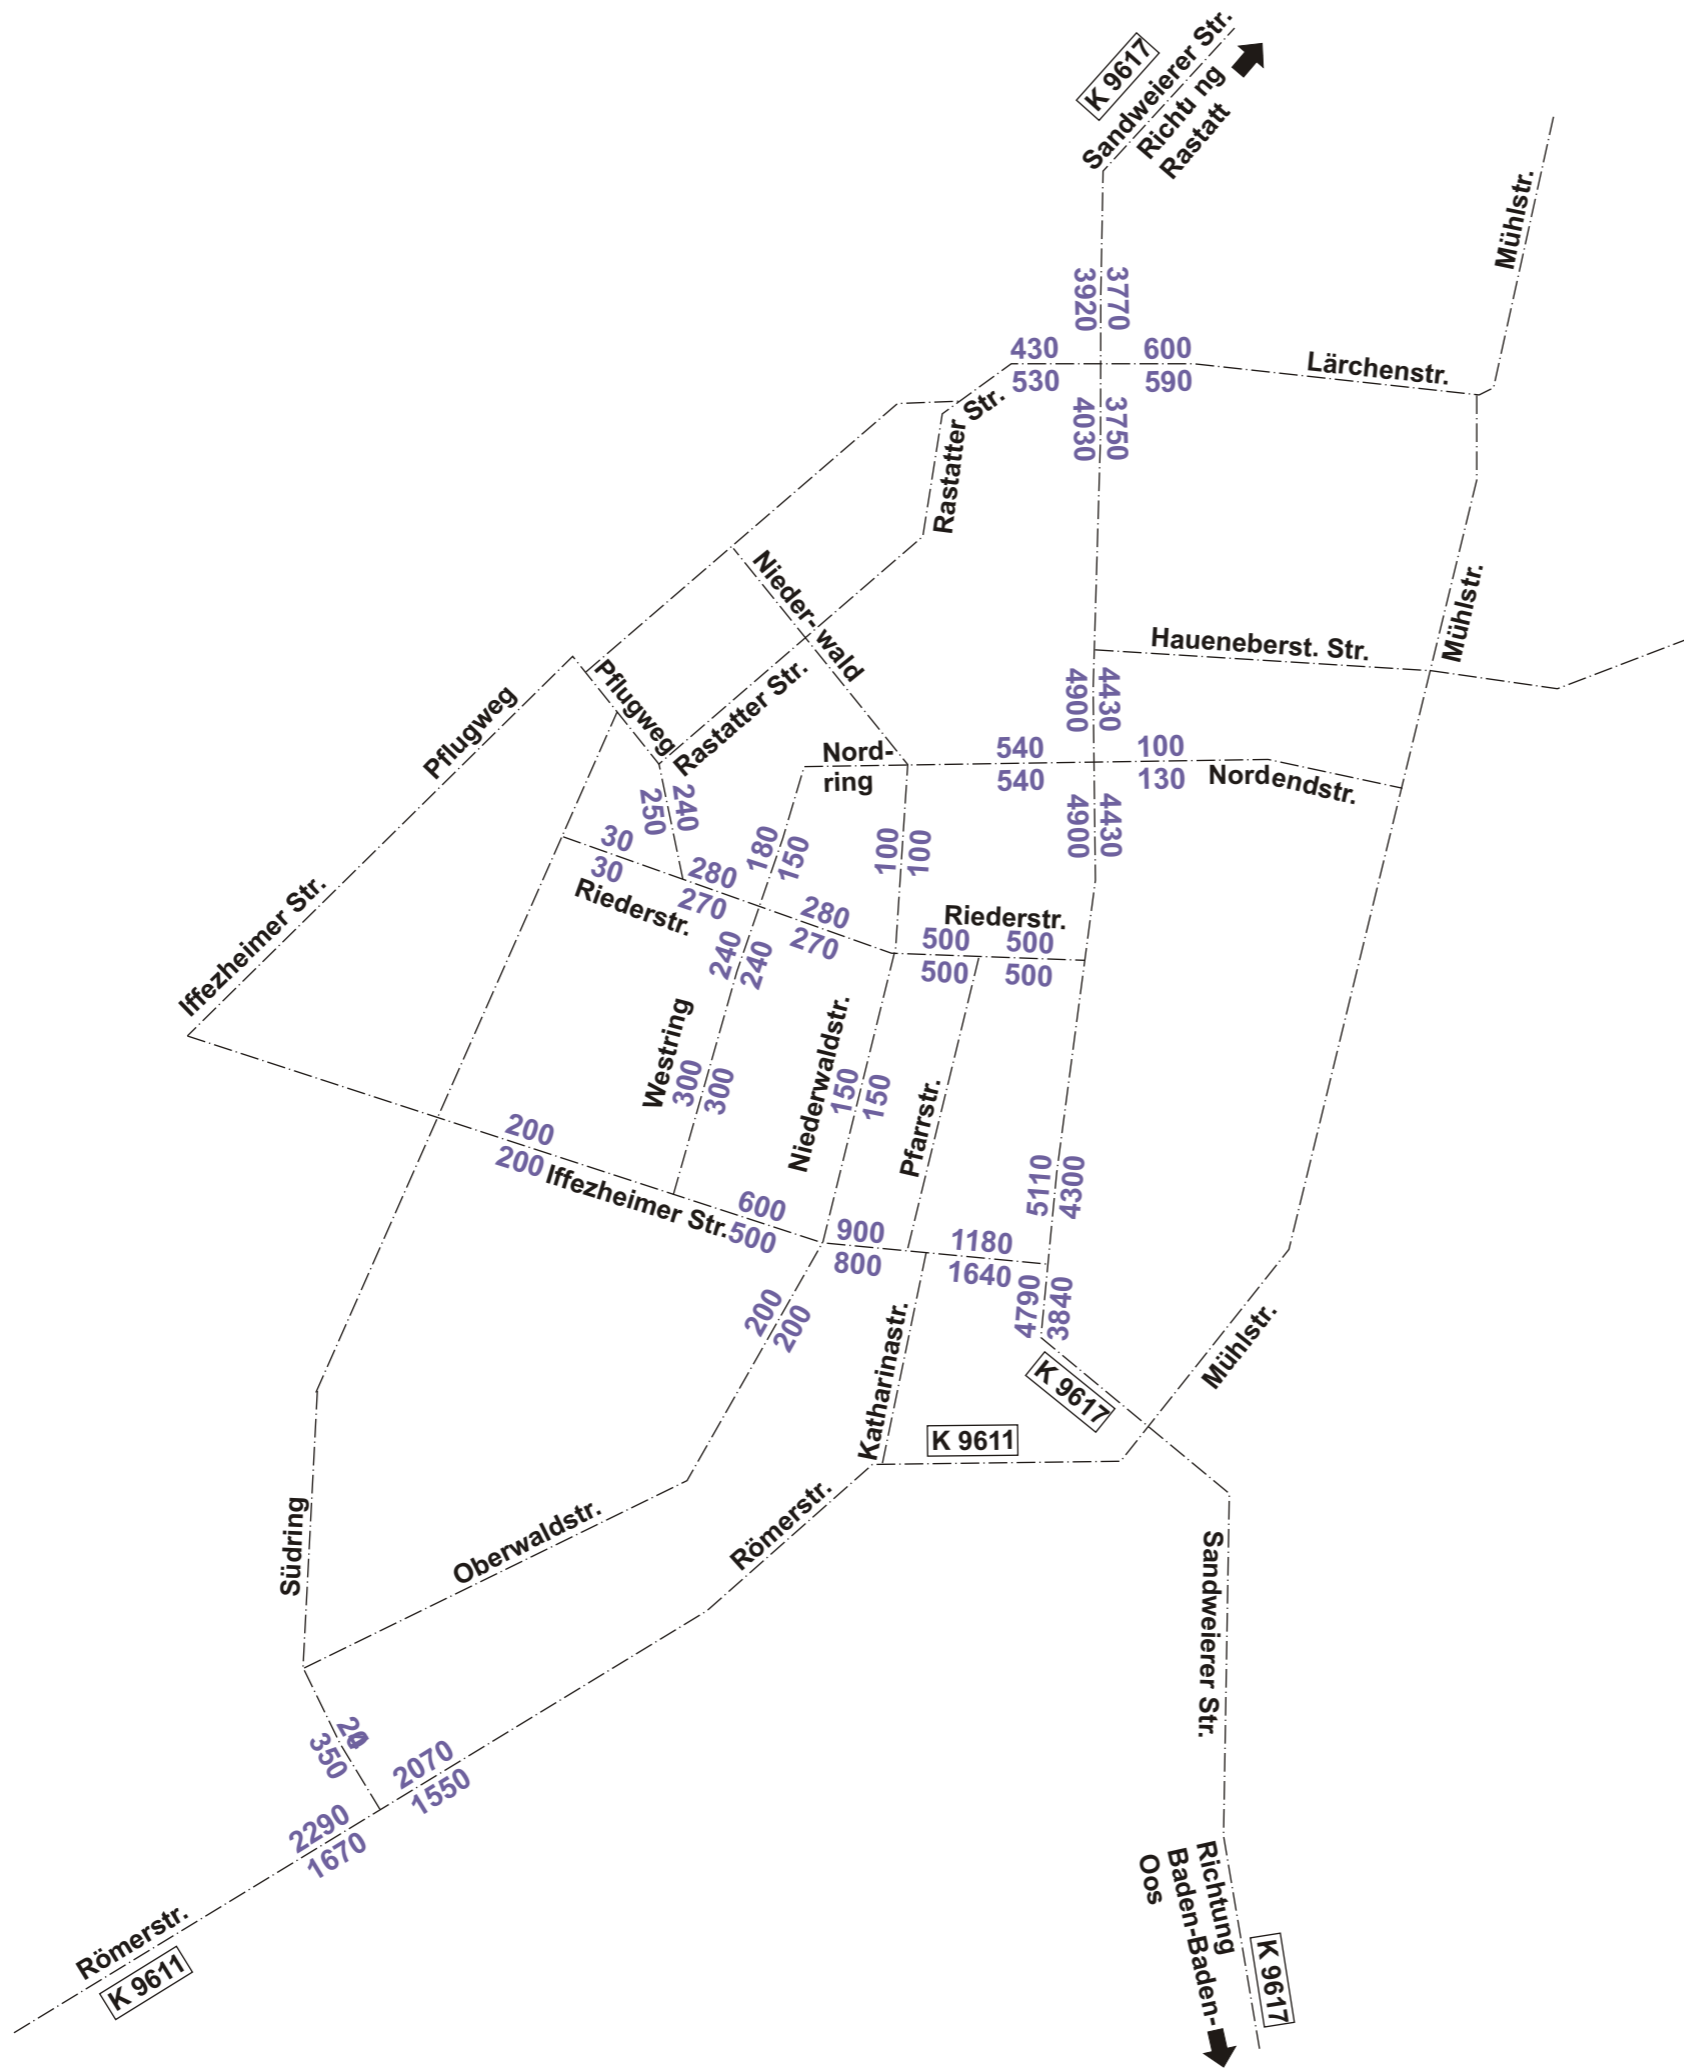 K 9617
Sandweierer Str.
Richti ng
Rastatt
Mühlstr.
3920
3770
430
600
530
590
Lärchenstr.
4030
3750
Rastatter Str.
Mühlstr.
Nieder-wald
Haueneberst. Str.
Pflugweg
Pflugweg
Rastatter Str.
4900
4430
Nord-
ring
540
100
540
130
Nordendstr.
250
240
4900
4430
180
150
100
100
30
30
280
270
Riederstr.
280
270
Riederstr.
500
500
500
500
Iffezheimer Str.
240
240
Westring
300
300
Niederwaldstr.
150
150
Pfarrstr.
200
200
Iffezheimer Str.
5110
4300
600
500
900
800
1180
1640
4790
3840
200
200
Katharinastr.
Mühlstr.
K 9617
K 9611
Südring
Oberwaldstr.
Römerstr.
Sandweierer Str.
350
2070
1550
2290
1670
Römerstr.
K 9611
Richtung
Baden-Baden-
Oos
K 9617